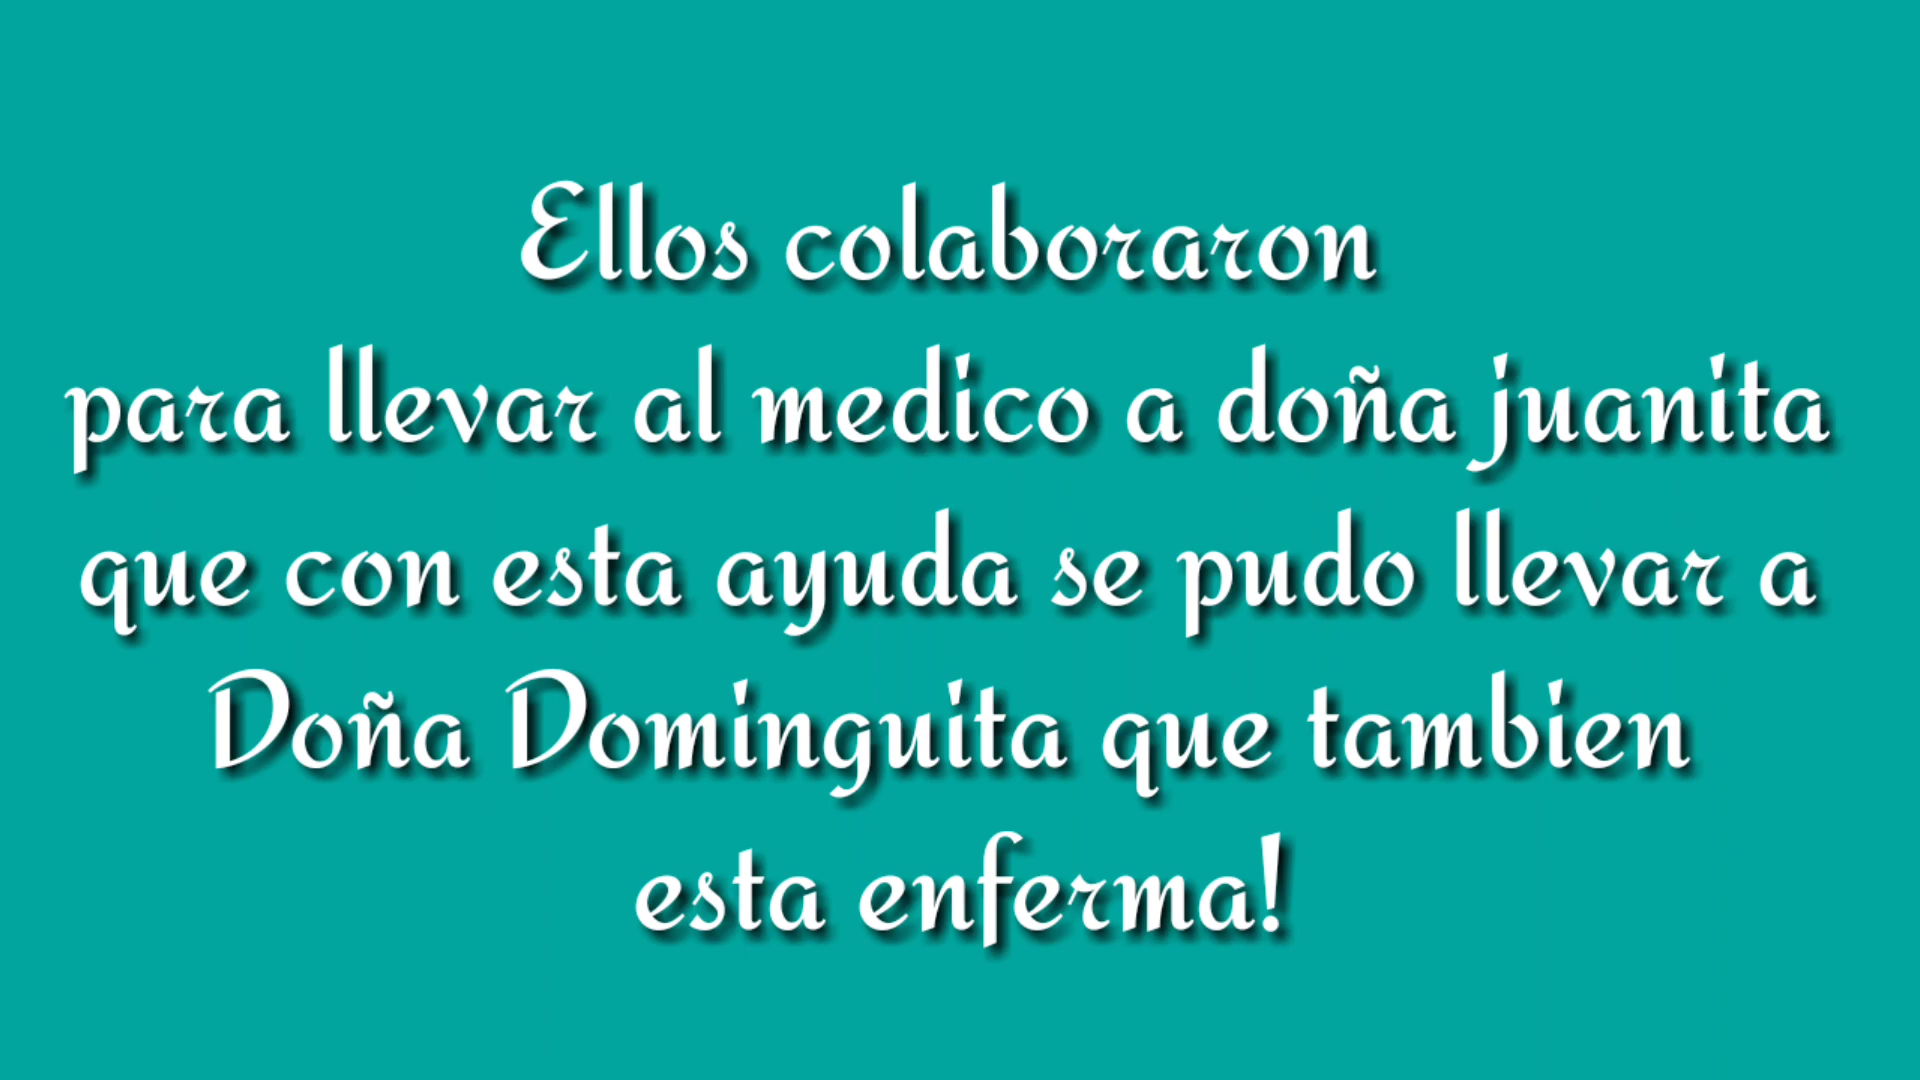 Ellos colaboraron
para llevar al medico a doña juanita
que con esta ayuda se pudo llevar a
Doña Dominguita que tambien
esta enferma!